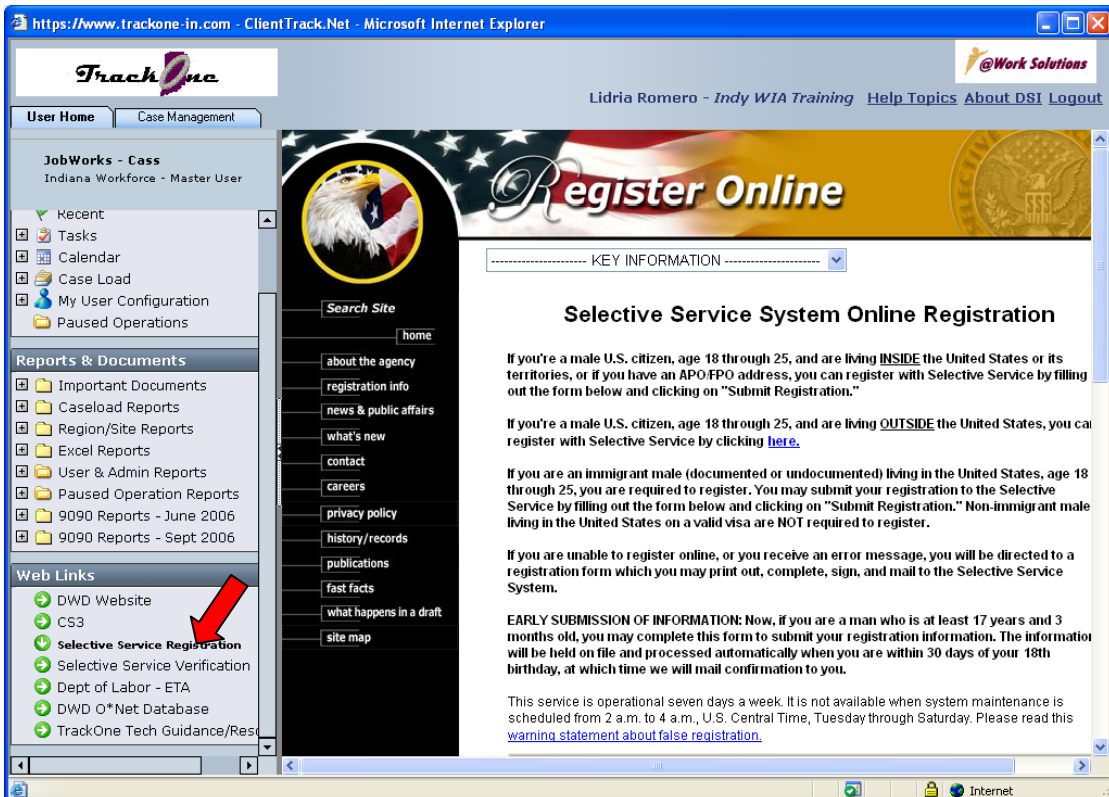 https://www.trackone-in.com - ClientTrack.Net - Microsoft Internet Explorer
TrackOne
@Work Solutions
Lidria Romero - Indy WIA Training Help Topics About DSI Logout
User Home Case Management
JobWorks - Cass
Indiana Workforce - Master User
Recent
Tasks
Calendar
Case Load
My User Configuration
Paused Operations
Reports & Documents
Important Documents
Caseload Reports
Region/Site Reports
Excel Reports
User & Admin Reports
Paused Operation Reports
9090 Reports - June 2006
9090 Reports - Sept 2006
Web Links
DWD Website
CS3
Selective Service Registration
Selective Service Verification
Dept of Labor - ETA
DWD O*Net Database
TrackOne Tech Guidance/Reso
Search Site
home
about the agency
registration info
news & public affairs
what's new
contact
careers
privacy policy
history/records
publications
fast facts
what happens in a draft
site map
Register Online
SSS
---------------------- KEY INFORMATION ----------------------
Selective Service System Online Registration
If you're a male U.S. citizen, age 18 through 25, and are living INSIDE the United States or its
territories, or if you have an APO/FPO address, you can register with Selective Service by filling
out the form below and clicking on "Submit Registration."
If you're a male U.S. citizen, age 18 through 25, and are living OUTSIDE the United States, you can
register with Selective Service by clicking here.
If you are an immigrant male (documented or undocumented) living in the United States, age 18
through 25, you are required to register. You may submit your registration to the Selective
Service by filling out the form below and clicking on "Submit Registration." Non-immigrant male
living in the United States on a valid visa are NOT required to register.
If you are unable to register online, or you receive an error message, you will be directed to a
registration form which you may print out, complete, sign, and mail to the Selective Service
System.
EARLY SUBMISSION OF INFORMATION: Now, if you are a man who is at least 17 years and 3
months old, you may complete this form to submit your registration information. The information
will be held on file and processed automatically when you are within 30 days of your 18th
birthday, at which time we will mail confirmation to you.
This service is operational seven days a week. It is not available when system maintenance is
scheduled from 2 a.m. to 4 a.m., U.S. Central Time, Tuesday through Saturday. Please read this
warning statement about false registration.
Internet